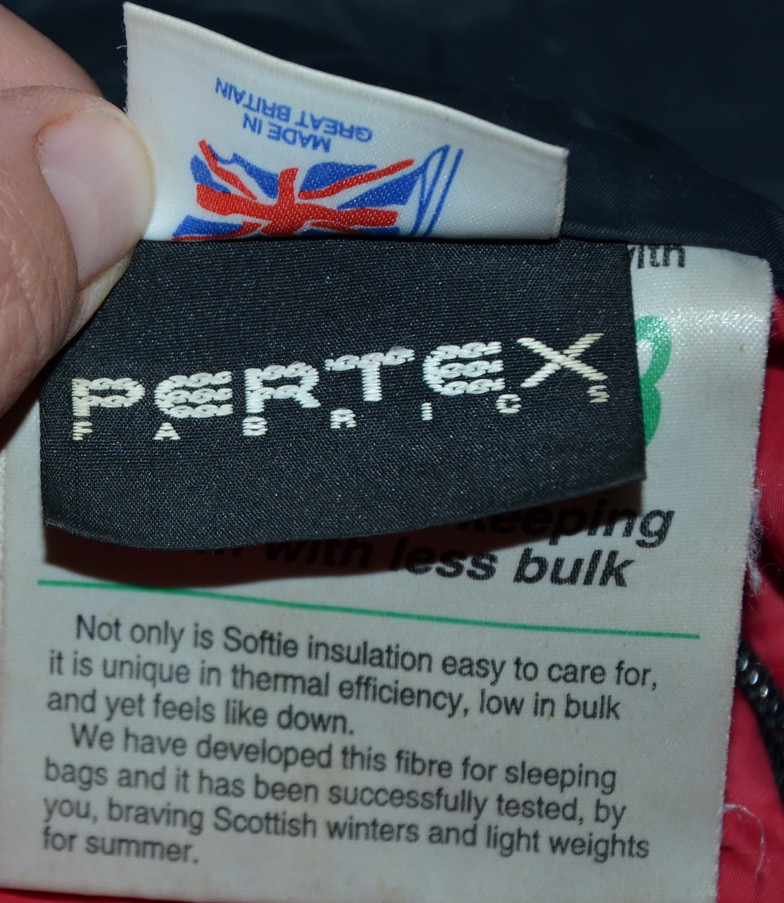 MADE IN
GREAT BRITAIN
PERTEX
FABRICS
with
keeping
with less bulk
Not only is Softie insulation easy to care for,
it is unique in thermal efficiency, low in bulk
and yet feels like down.
We have developed this fibre for sleeping
bags and it has been successfully tested, by
you, braving Scottish winters and light weights
for summer.